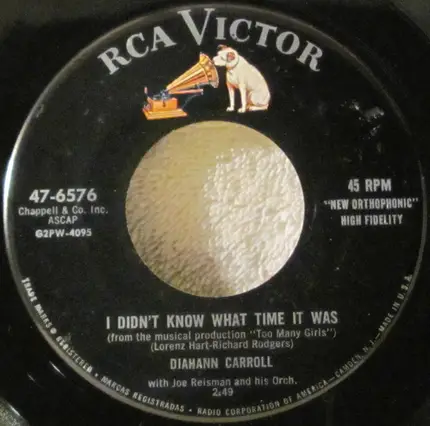 RCA VICTOR
47-6576
Chappell & Co. Inc.
ASCAP
G2PW-4095
45 RPM
"NEW ORTHOPHONIC"
HIGH FIDELITY
I DIDN'T KNOW WHAT TIME IT WAS
(from the musical production "Too Many Girls")
(Lorenz Hart-Richard Rudgers)
DIAHANN CARROLL
with Joe Reisman and his Orch.
2:49
TRADE MARKS ® REGISTERED • MARCAS REGISTRADAS • RADIO CORPORATION OF AMERICA—CAMDEN, N.J.—MADE IN U.S.A.